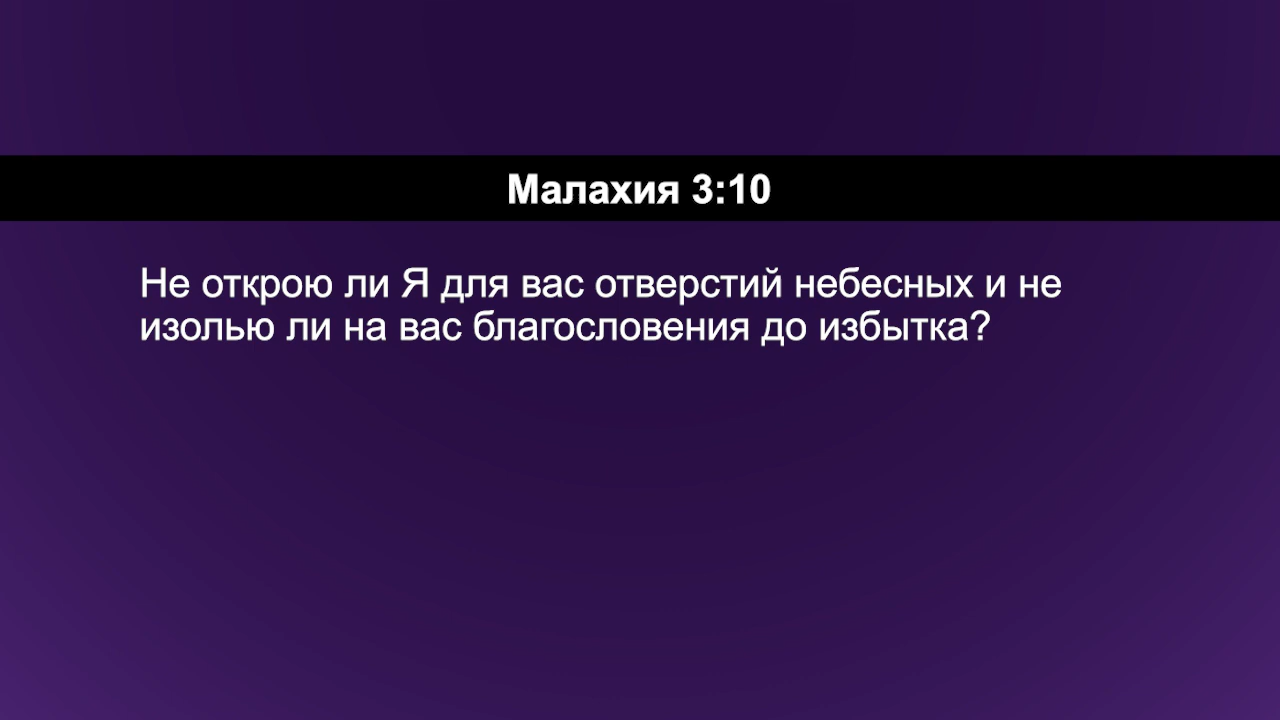 Малахия 3:10
Не открою ли Я для вас отверстий небесных и не
изолью ли на вас благословения до избытка?